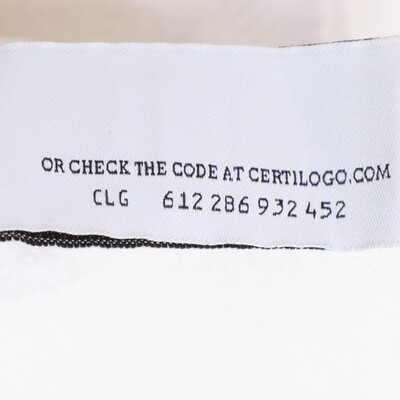 OR CHECK THE CODE AT CERTILOGO.COM
CLG 612 286 932 452